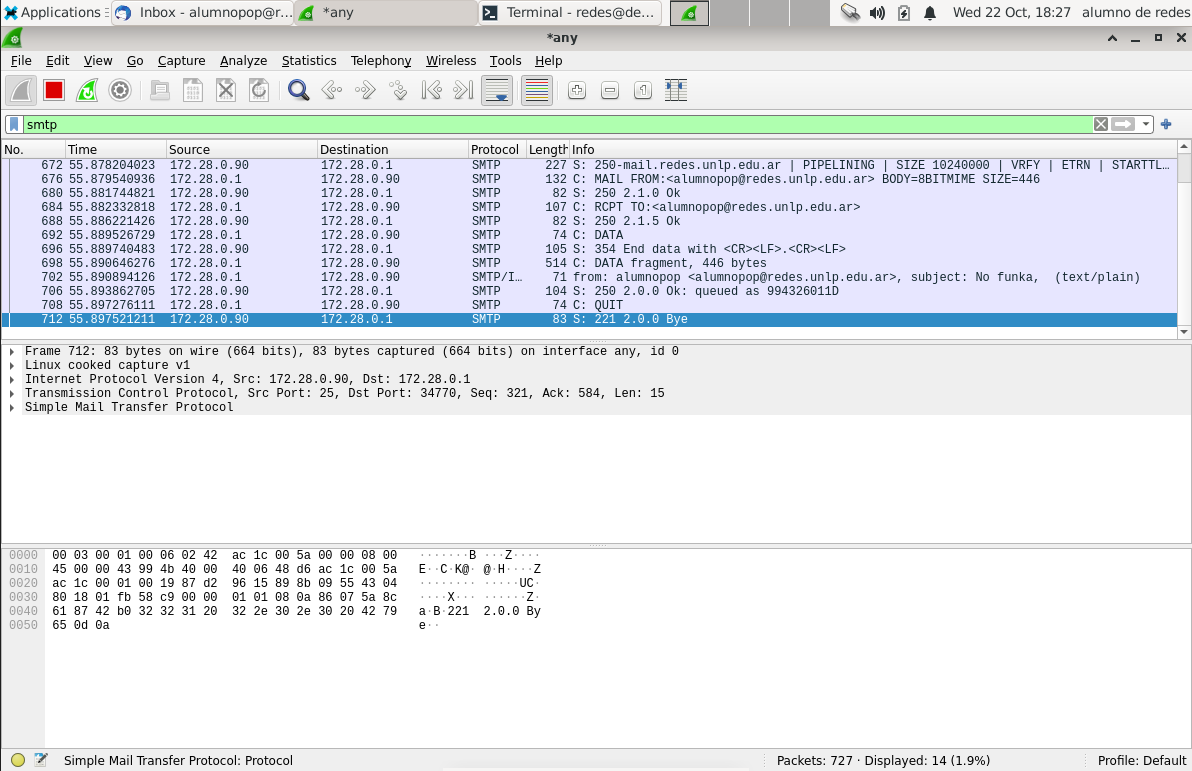 Applications
Inbox - alumnopop@r...
*any
Terminal - redes@de...
Wed 22 Oct, 18:27
alumno de redes
*any
File Edit View Go Capture Analyze Statistics Telephony Wireless Tools Help
smtp
No. Time Source Destination Protocol Length Info
672 55.878204023 172.28.0.90 172.28.0.1 SMTP 227 S: 250-mail.redes.unlp.edu.ar | PIPELINING | SIZE 10240000 | VRFY | ETRN | STARTTL…
676 55.879540936 172.28.0.1 172.28.0.90 SMTP 132 C: MAIL FROM:<alumnopop@redes.unlp.edu.ar> BODY=8BITMIME SIZE=446
680 55.881744821 172.28.0.90 172.28.0.1 SMTP 82 S: 250 2.1.0 Ok
684 55.882332818 172.28.0.1 172.28.0.90 SMTP 107 C: RCPT TO:<alumnopop@redes.unlp.edu.ar>
688 55.886221426 172.28.0.90 172.28.0.1 SMTP 82 S: 250 2.1.5 Ok
692 55.889526729 172.28.0.1 172.28.0.90 SMTP 74 C: DATA
696 55.889740483 172.28.0.90 172.28.0.1 SMTP 105 S: 354 End data with <CR><LF>.<CR><LF>
698 55.890646276 172.28.0.1 172.28.0.90 SMTP 514 C: DATA fragment, 446 bytes
702 55.890894126 172.28.0.1 172.28.0.90 SMTP/I… 71 from: alumnopop <alumnopop@redes.unlp.edu.ar>, subject: No funka, (text/plain)
706 55.893862705 172.28.0.90 172.28.0.1 SMTP 104 S: 250 2.0.0 Ok: queued as 994326011D
708 55.897276111 172.28.0.1 172.28.0.90 SMTP 74 C: QUIT
712 55.897521211 172.28.0.90 172.28.0.1 SMTP 83 S: 221 2.0.0 Bye
Frame 712: 83 bytes on wire (664 bits), 83 bytes captured (664 bits) on interface any, id 0
Linux cooked capture v1
Internet Protocol Version 4, Src: 172.28.0.90, Dst: 172.28.0.1
Transmission Control Protocol, Src Port: 25, Dst Port: 34770, Seq: 321, Ack: 584, Len: 15
Simple Mail Transfer Protocol
0000 00 03 00 01 00 06 02 42 ac 1c 00 5a 00 00 08 00 ·······B ···Z····
0010 45 00 00 43 99 4b 40 00 40 06 48 d6 ac 1c 00 5a E··C·K@· @·H····Z
0020 ac 1c 00 01 00 19 87 d2 96 15 89 8b 09 55 43 04 ········ ·····UC·
0030 80 18 01 fb 58 c9 00 00 01 01 08 0a 86 07 5a 8c ····X··· ······Z·
0040 61 87 42 b0 32 32 31 20 32 2e 30 2e 30 20 42 79 a·B·221 2.0.0 By
0050 65 0d 0a e··
Simple Mail Transfer Protocol: Protocol
Packets: 727 · Displayed: 14 (1.9%)
Profile: Default